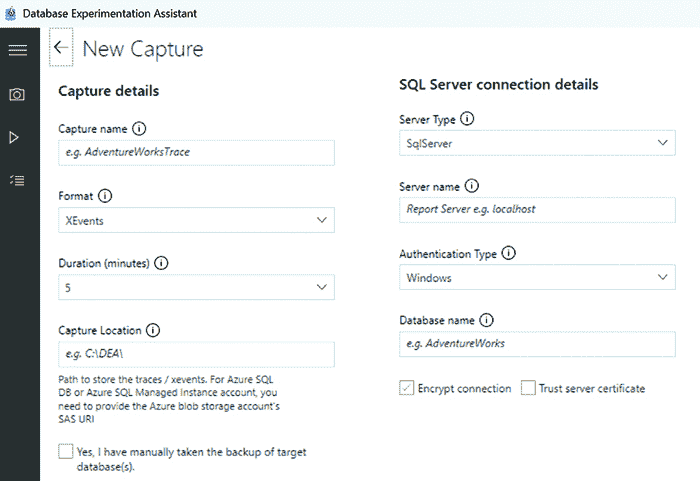 Database Experimentation Assistant
New Capture
Capture details
Capture name
e.g. AdventureWorksTrace
Format
XEvents
Duration (minutes)
5
Capture Location
e.g. C:\DEA\
Path to store the traces / xevents. For Azure SQL
DB or Azure SQL Managed Instance account, you
need to provide the Azure blob storage account's
SAS URI
Yes, I have manually taken the backup of target
database(s).
SQL Server connection details
Server Type
SqlServer
Server name
Report Server e.g. localhost
Authentication Type
Windows
Database name
e.g. AdventureWorks
Encrypt connection
Trust server certificate